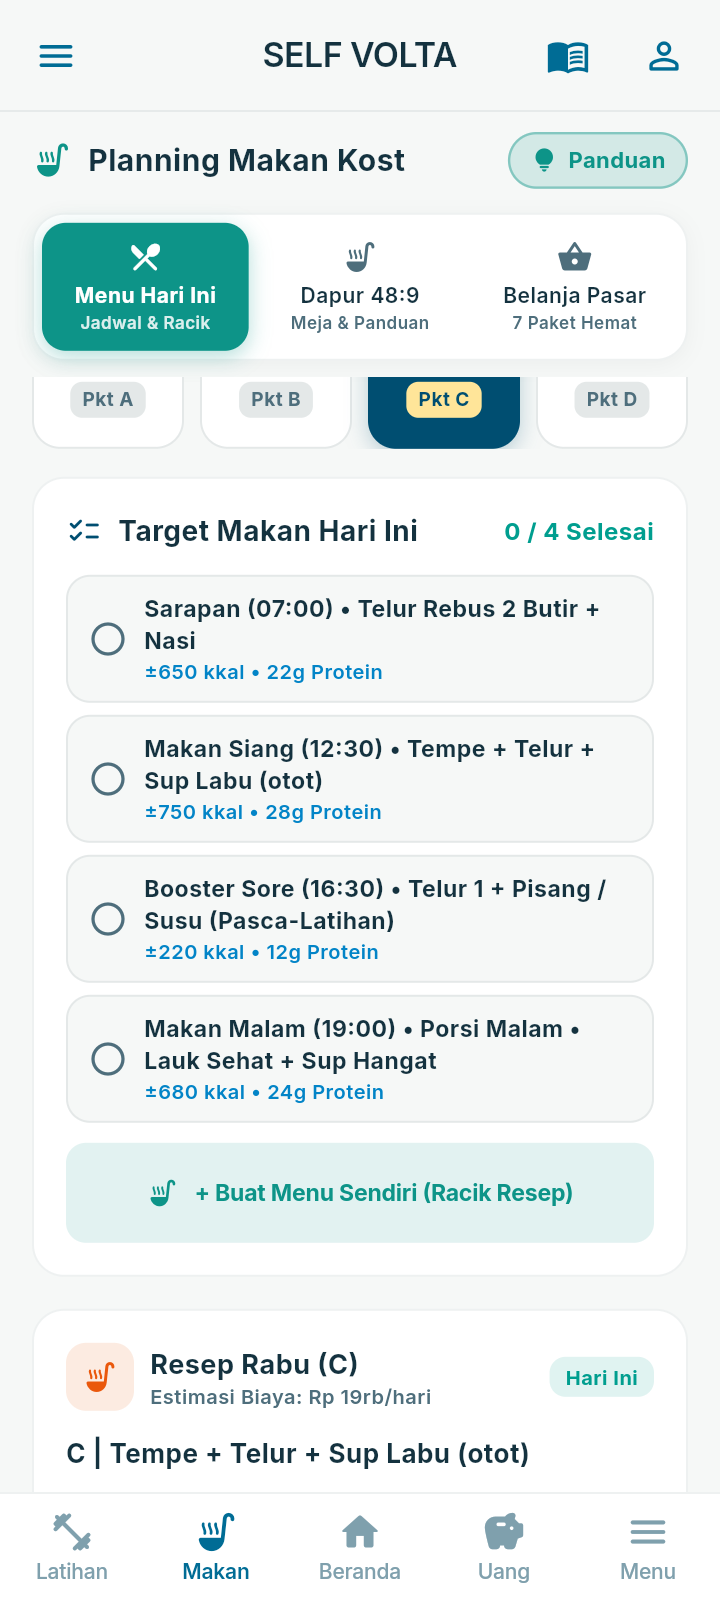 SELF VOLTA
Planning Makan Kost
Panduan
Menu Hari Ini
Jadwal & Racik
Dapur 48:9
Meja & Panduan
Belanja Pasar
7 Paket Hemat
Pkt A
Pkt B
Pkt C
Pkt D
Target Makan Hari Ini
0 / 4 Selesai
Sarapan (07:00) • Telur Rebus 2 Butir +
Nasi
±650 kkal • 22g Protein
Makan Siang (12:30) • Tempe + Telur +
Sup Labu (otot)
±750 kkal • 28g Protein
Booster Sore (16:30) • Telur 1 + Pisang /
Susu (Pasca-Latihan)
±220 kkal • 12g Protein
Makan Malam (19:00) • Porsi Malam •
Lauk Sehat + Sup Hangat
±680 kkal • 24g Protein
+ Buat Menu Sendiri (Racik Resep)
Resep Rabu (C)
Estimasi Biaya: Rp 19rb/hari
Hari Ini
C | Tempe + Telur + Sup Labu (otot)
Latihan
Makan
Beranda
Uang
Menu